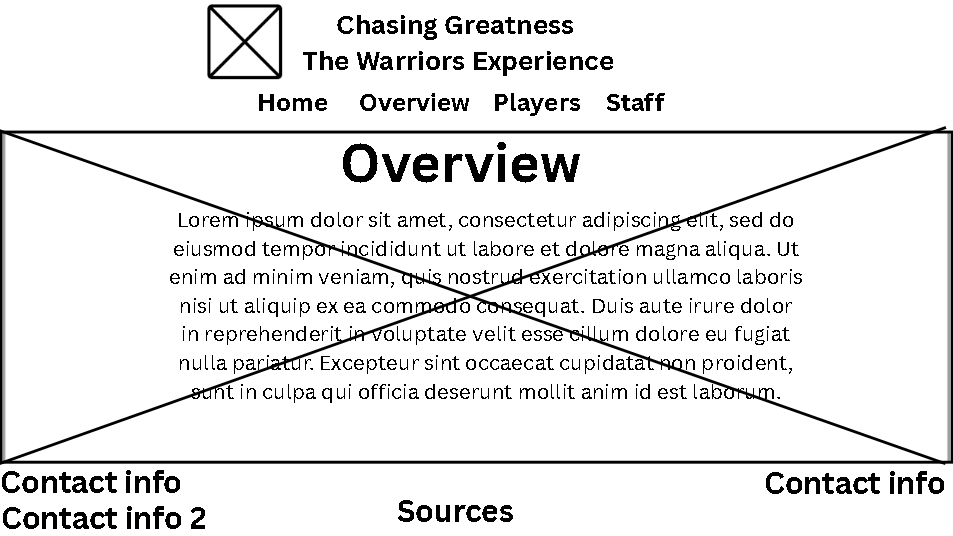 Chasing Greatness
The Warriors Experience
Home Overview Players Staff
Overview
Lorem ipsum dolor sit amet, consectetur adipiscing elit, sed do
eiusmod tempor incididunt ut labore et dolore magna aliqua. Ut
enim ad minim veniam, quis nostrud exercitation ullamco laboris
nisi ut aliquip ex ea commodo consequat. Duis aute irure dolor
in reprehenderit in voluptate velit esse cillum dolore eu fugiat
nulla pariatur. Excepteur sint occaecat cupidatat non proident,
sunt in culpa qui officia deserunt mollit anim id est laborum.
Contact info
Contact info 2
Sources
Contact info